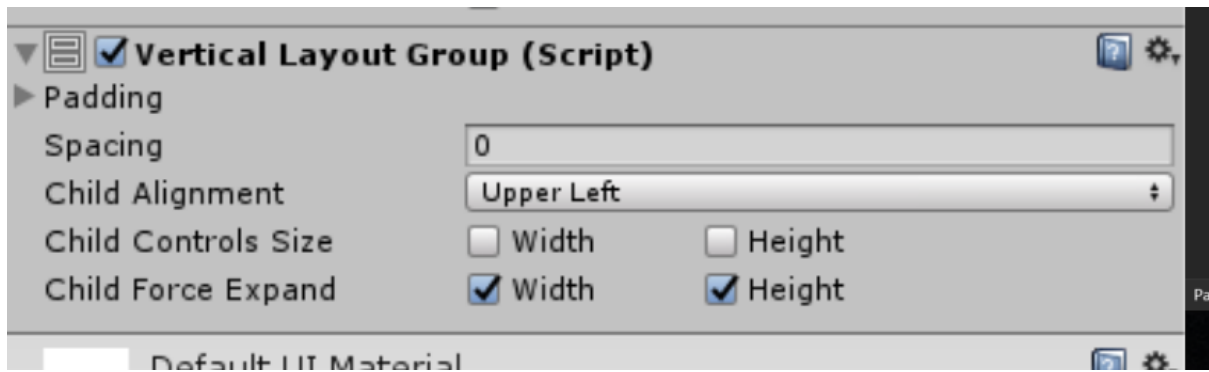 Vertical Layout Group (Script)
Padding
Spacing 0
Child Alignment Upper Left
Child Controls Size Width Height
Child Force Expand Width Height
Pa
Default UI Material